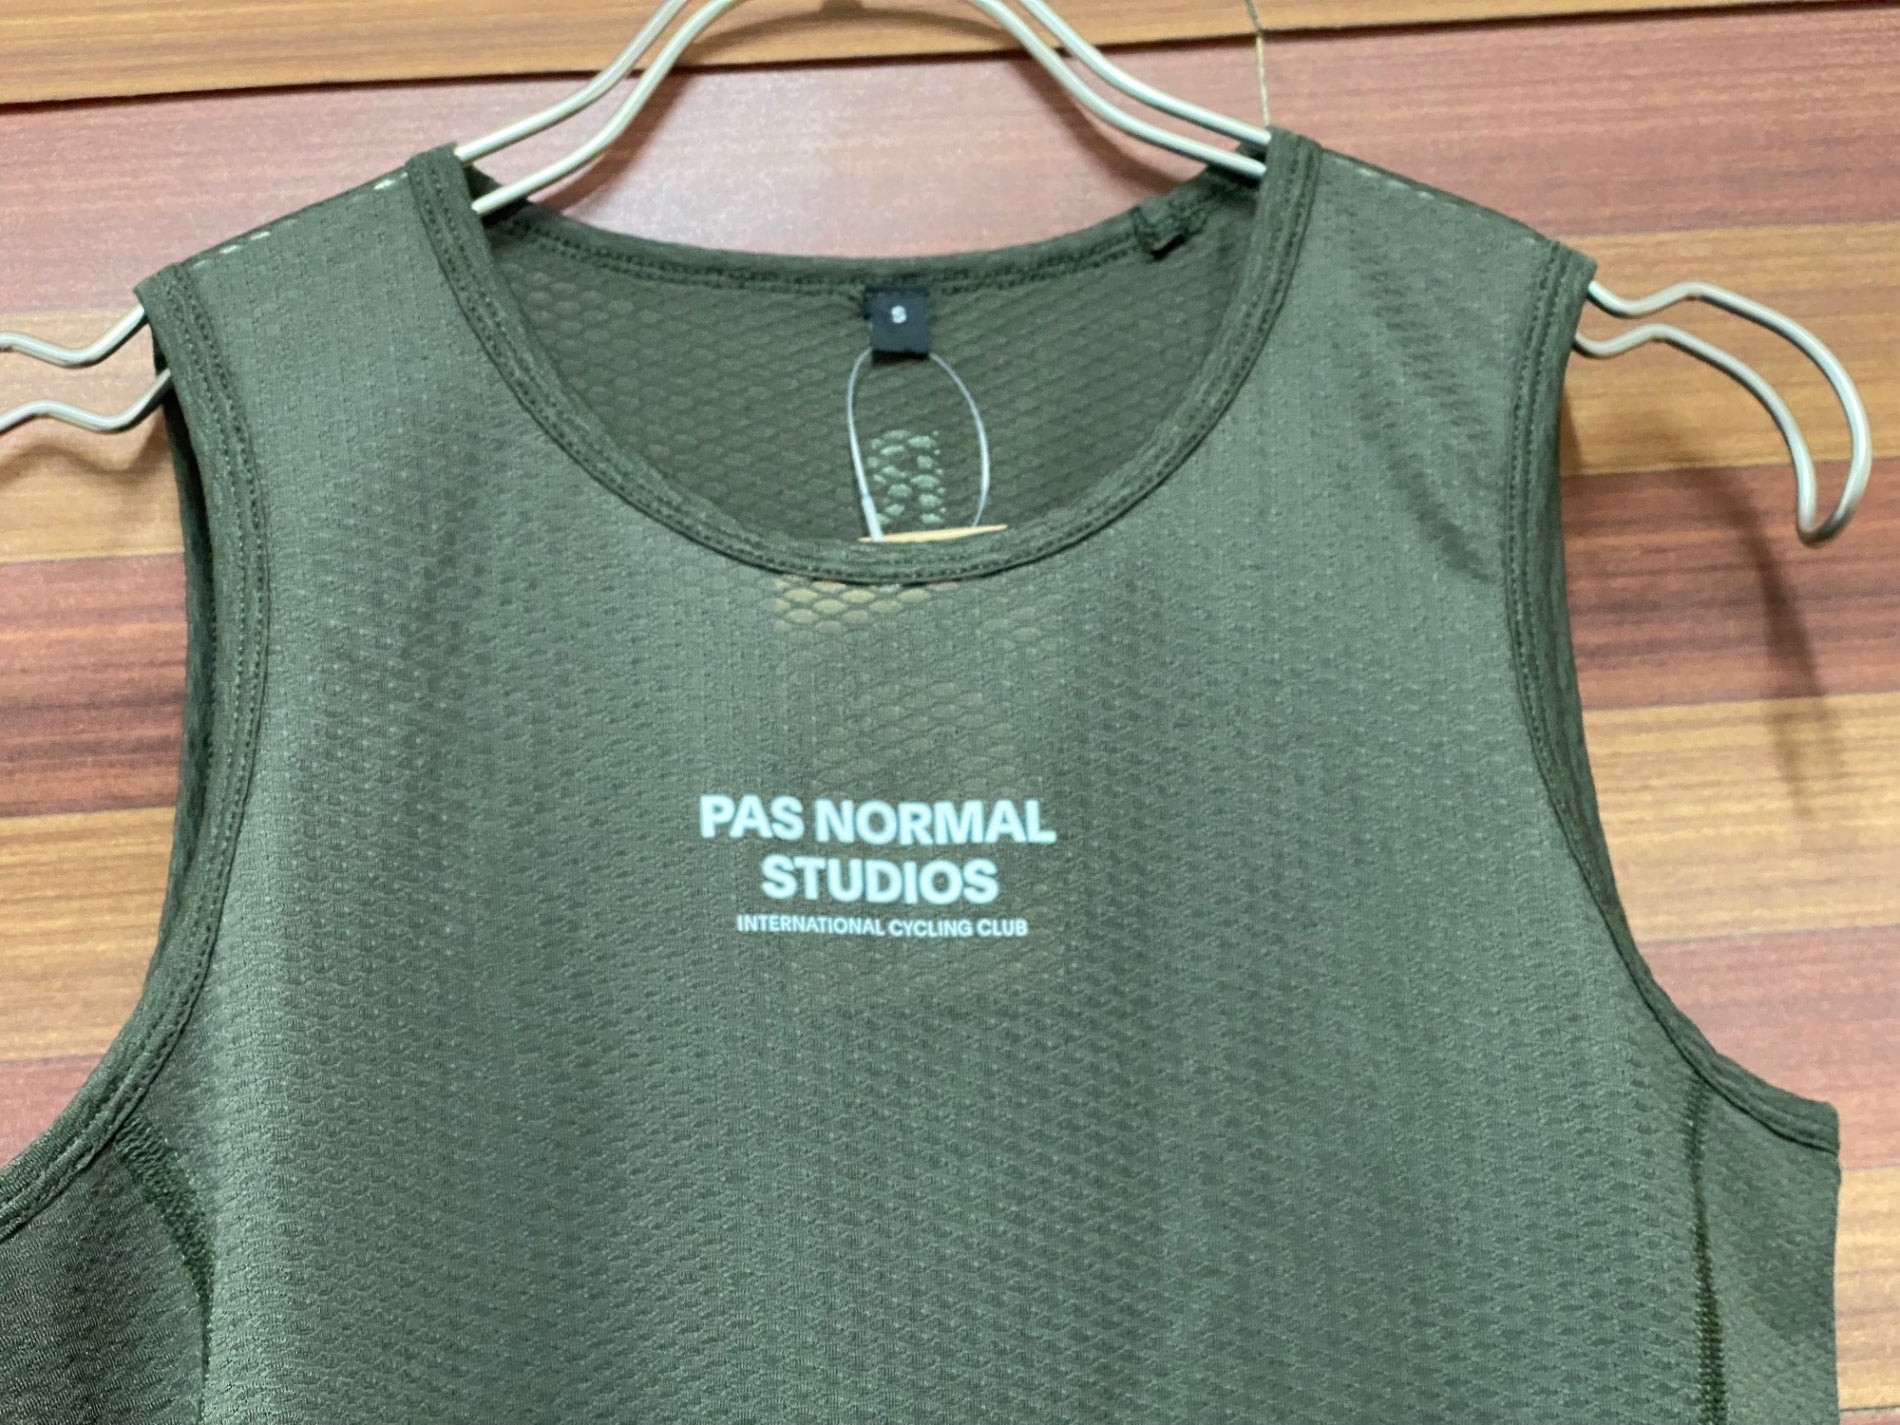 S
PAS NORMAL
STUDIOS
INTERNATIONAL CYCLING CLUB